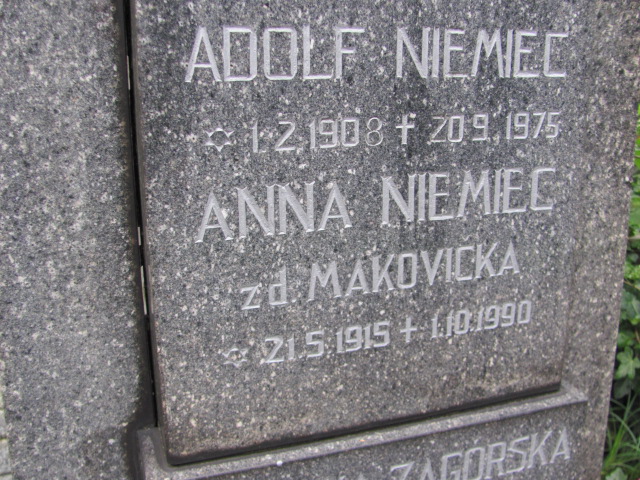 ADOLF NIEMIEC
✡ 1.2.1908 † 20.9.1975
ANNA NIEMIEC
zd. MAKOVICKA
✡ 21.5.1915 † 1.10.1990
ZAGORSKA